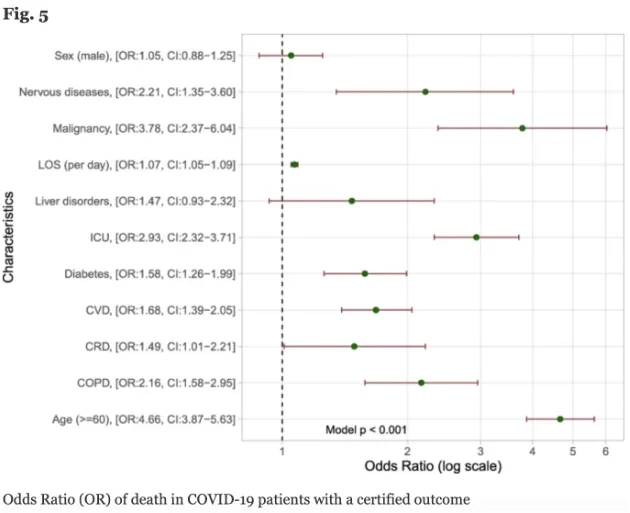 Fig. 5
Sex (male), [OR:1.05, CI:0.88−1.25]
Nervous diseases, [OR:2.21, CI:1.35−3.60]
Malignancy, [OR:3.78, CI:2.37−6.04]
LOS (per day), [OR:1.07, CI:1.05−1.09]
Liver disorders, [OR:1.47, CI:0.93−2.32]
ICU, [OR:2.93, CI:2.32−3.71]
Diabetes, [OR:1.58, CI:1.26−1.99]
CVD, [OR:1.68, CI:1.39−2.05]
CRD, [OR:1.49, CI:1.01−2.21]
COPD, [OR:2.16, CI:1.58−2.95]
Age (>=60), [OR:4.66, CI:3.87−5.63]
Characteristics
Model p < 0.001
1 2 3 4 5 6
Odds Ratio (log scale)
Odds Ratio (OR) of death in COVID-19 patients with a certified outcome